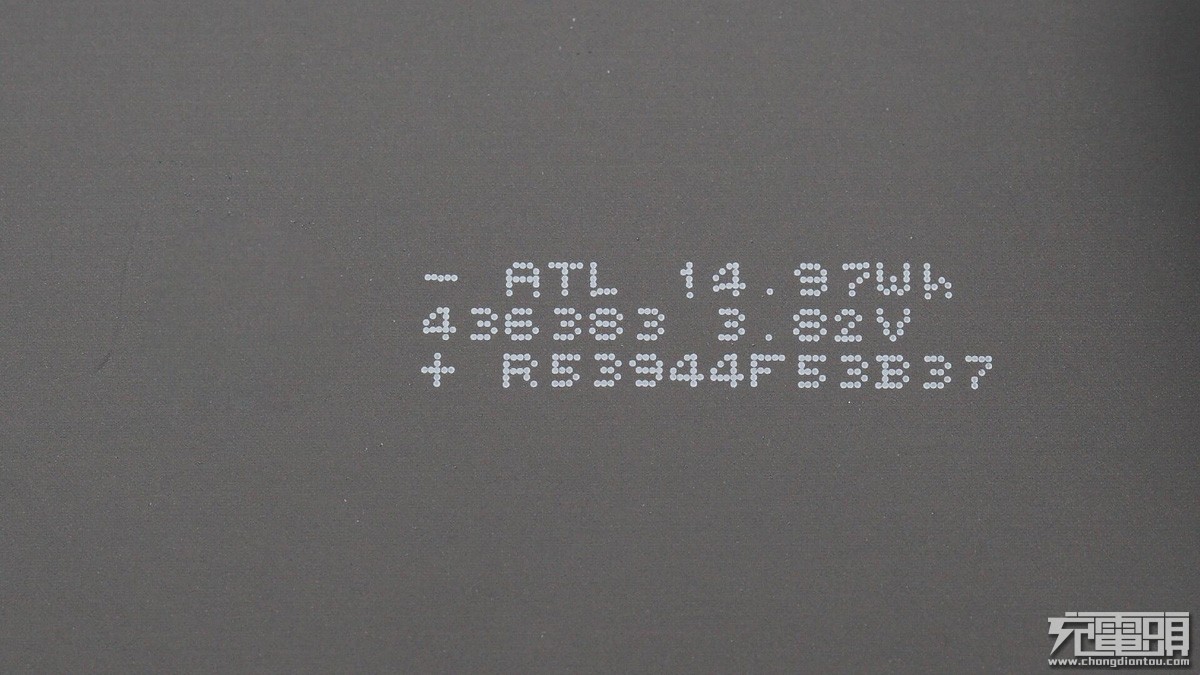 - ATL 14.97Wh
436383 3.82V
+ R53944F53B37
充電頭
www.chongdiantou.com